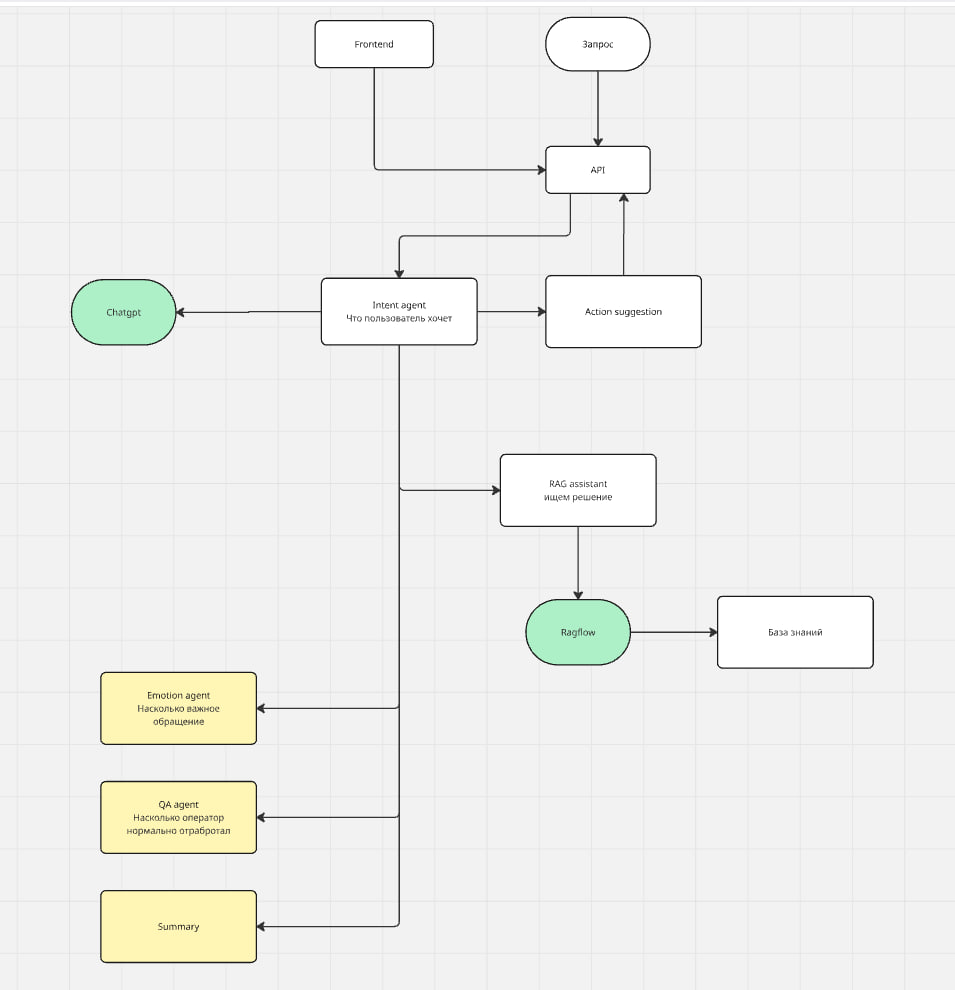 Frontend
Запрос
API
Chatgpt
Intent agent
Что пользователь хочет
Action suggestion
RAG assistant
ищем решение
Ragflow
База знаний
Emotion agent
Насколько важное
обращение
QA agent
Насколько оператор
нормально отрабротал
Summary